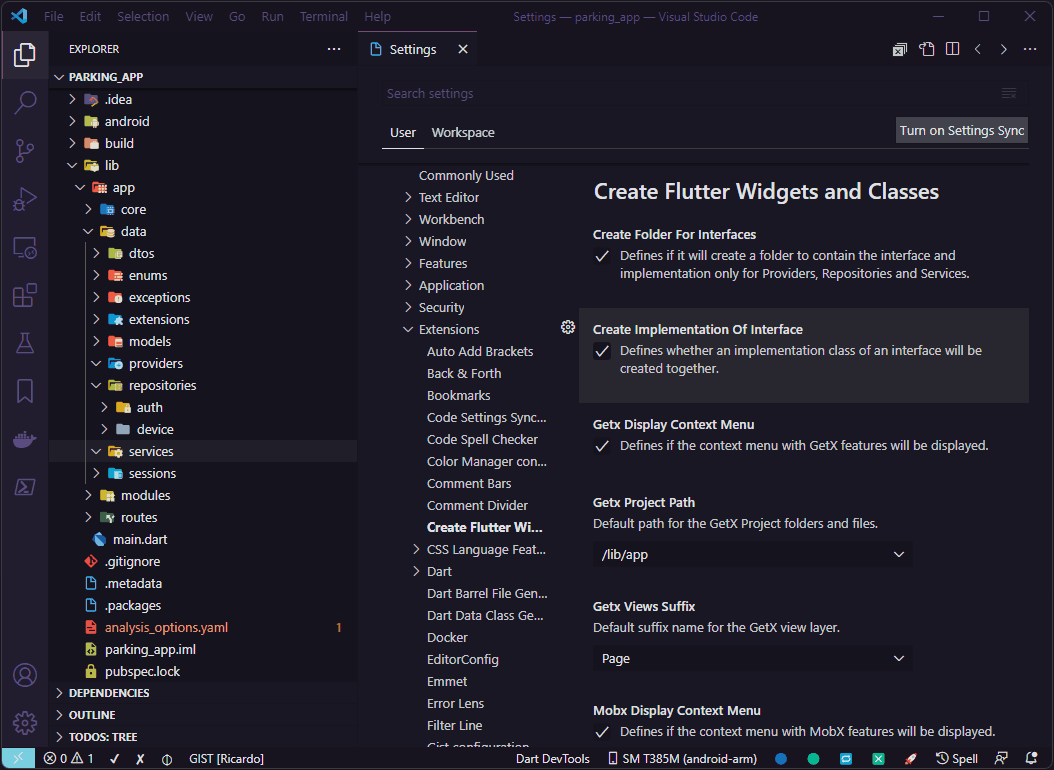 File Edit Selection View Go Run Terminal Help
Settings — parking_app — Visual Studio Code
EXPLORER
PARKING_APP
.idea
android
build
lib
app
core
data
dtos
enums
exceptions
extensions
models
providers
repositories
auth
device
services
sessions
modules
routes
main.dart
.gitignore
.metadata
.packages
analysis_options.yaml 1
parking_app.iml
pubspec.lock
DEPENDENCIES
OUTLINE
TODOS: TREE
Settings
Search settings
User Workspace
Turn on Settings Sync
Commonly Used
Text Editor
Workbench
Window
Features
Application
Security
Extensions
Auto Add Brackets
Back & Forth
Bookmarks
Code Settings Sync...
Code Spell Checker
Color Manager con...
Comment Bars
Comment Divider
Create Flutter Wi...
CSS Language Feat...
Dart
Dart Barrel File Gen...
Dart Data Class Ge...
Docker
EditorConfig
Emmet
Error Lens
Filter Line
Gist configuration
Create Flutter Widgets and Classes
Create Folder For Interfaces
Defines if it will create a folder to contain the interface and
implementation only for Providers, Repositories and Services.
Create Implementation Of Interface
Defines whether an implementation class of an interface will be
created together.
Getx Display Context Menu
Defines if the context menu with GetX features will be displayed.
Getx Project Path
Default path for the GetX Project folders and files.
/lib/app
Getx Views Suffix
Default suffix name for the GetX view layer.
Page
Mobx Display Context Menu
Defines if the context menu with MobX features will be displayed.
0 1 GIST [Ricardo] Dart DevTools SM T385M (android-arm) Spell